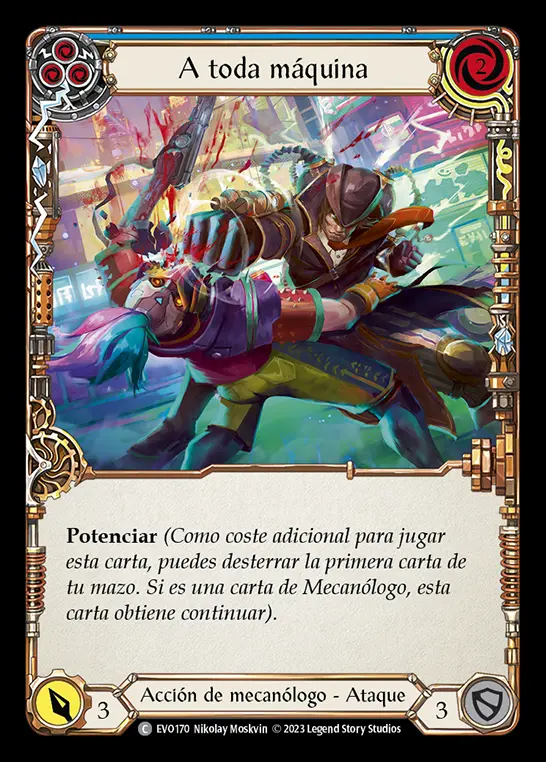 A toda máquina
2
Potenciar (Como coste adicional para jugar
esta carta, puedes desterrar la primera carta de
tu mazo. Si es una carta de Mecanólogo, esta
carta obtiene continuar).
3
Acción de mecanólogo - Ataque
3
C EVO170 Nikolay Moskvin © 2023 Legend Story Studios